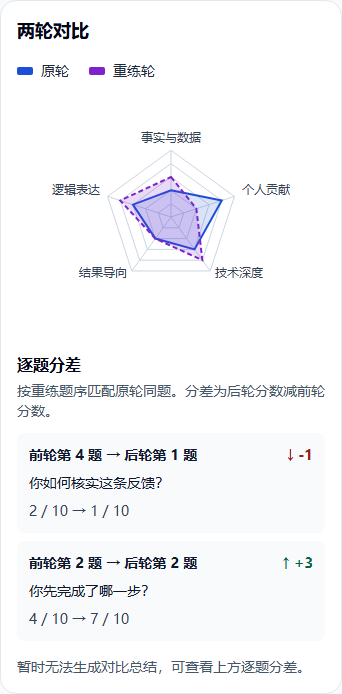 两轮对比
原轮
重练轮
事实与数据
逻辑表达
个人贡献
结果导向
技术深度
逐题分差
按重练题序匹配原轮同题。分差为后轮分数减前轮
分数。
前轮第 4 题 → 后轮第 1 题
↓ -1
你如何核实这条反馈？
2 / 10 → 1 / 10
前轮第 2 题 → 后轮第 2 题
↑ +3
你先完成了哪一步？
4 / 10 → 7 / 10
暂时无法生成对比总结，可查看上方逐题分差。